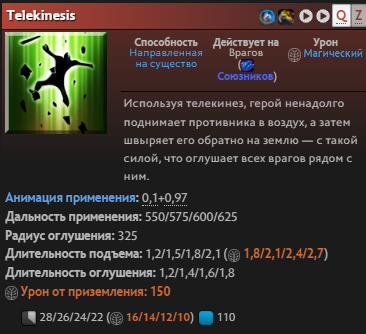 Telekinesis
Q Z
Способность
Направленная
на существо
Действует на
Врагов
(Союзников)
Урон
Магический
Используя телекинез, герой ненадолго
поднимает противника в воздух, а затем
швыряет его обратно на землю — с такой
силой, что оглушает всех врагов рядом с
ним.
Анимация применения: 0,1+0,97
Дальность применения: 550/575/600/625
Радиус оглушения: 325
Длительность подъема: 1,2/1,5/1,8/2,1 (1,8/2,1/2,4/2,7)
Длительность оглушения: 1,2/1,4/1,6/1,8
Урон от приземления: 150
28/26/24/22 (16/14/12/10) 110